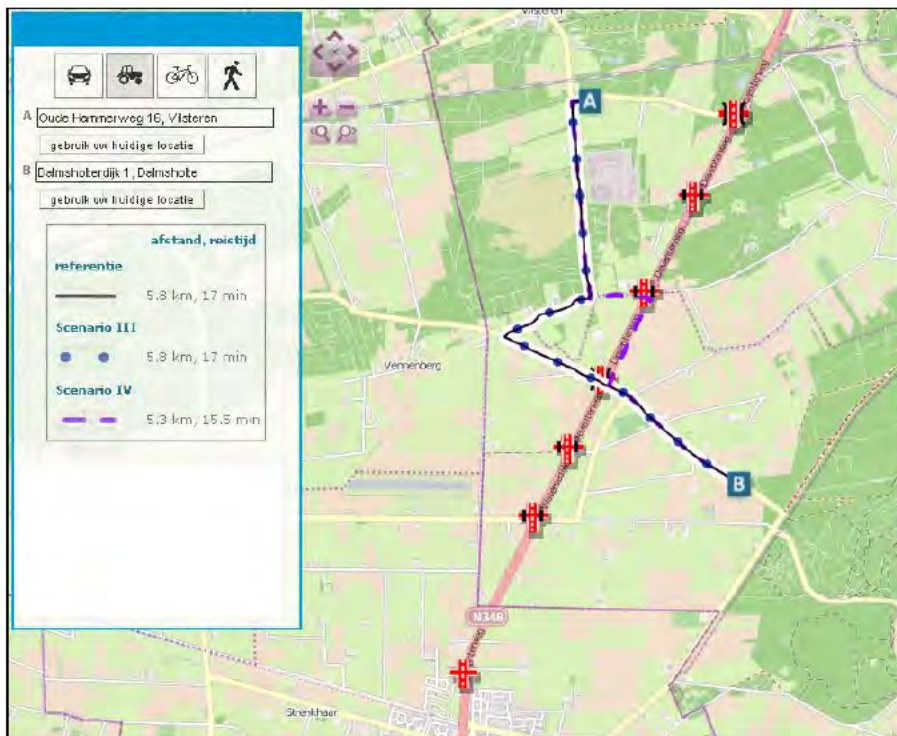 A Oude Hammerweg 16, Vilsteren
gebruik uw huidige locatie
B Dalmsholterdijk 1, Dalmsholte
gebruik uw huidige locatie
afstand, reistijd
referentie
5.8 km, 17 min
Scenario III
5.8 km, 17 min
Scenario IV
5.3 km, 15.5 min
Vilsteren
A
Vennenberg
B
N348
Strenkhaar